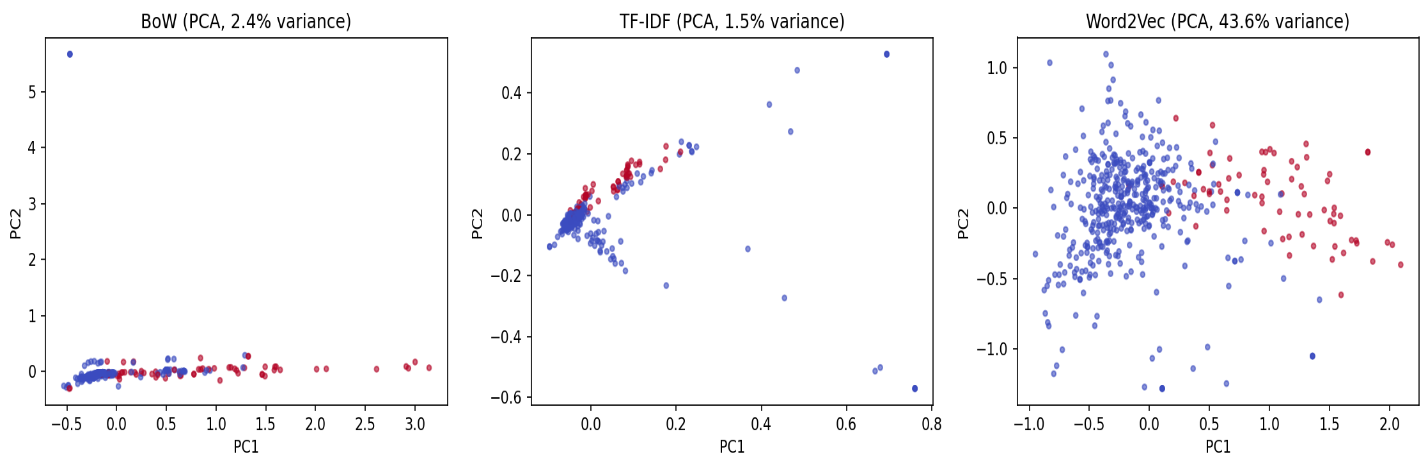 BoW (PCA, 2.4% variance)
PC2
5
4
3
2
1
0
−0.5 0.0 0.5 1.0 1.5 2.0 2.5 3.0
PC1
TF-IDF (PCA, 1.5% variance)
PC2
0.4
0.2
0.0
−0.2
−0.4
−0.6
0.0 0.2 0.4 0.6 0.8
PC1
Word2Vec (PCA, 43.6% variance)
PC2
1.0
0.5
0.0
−0.5
−1.0
−1.0 −0.5 0.0 0.5 1.0 1.5 2.0
PC1